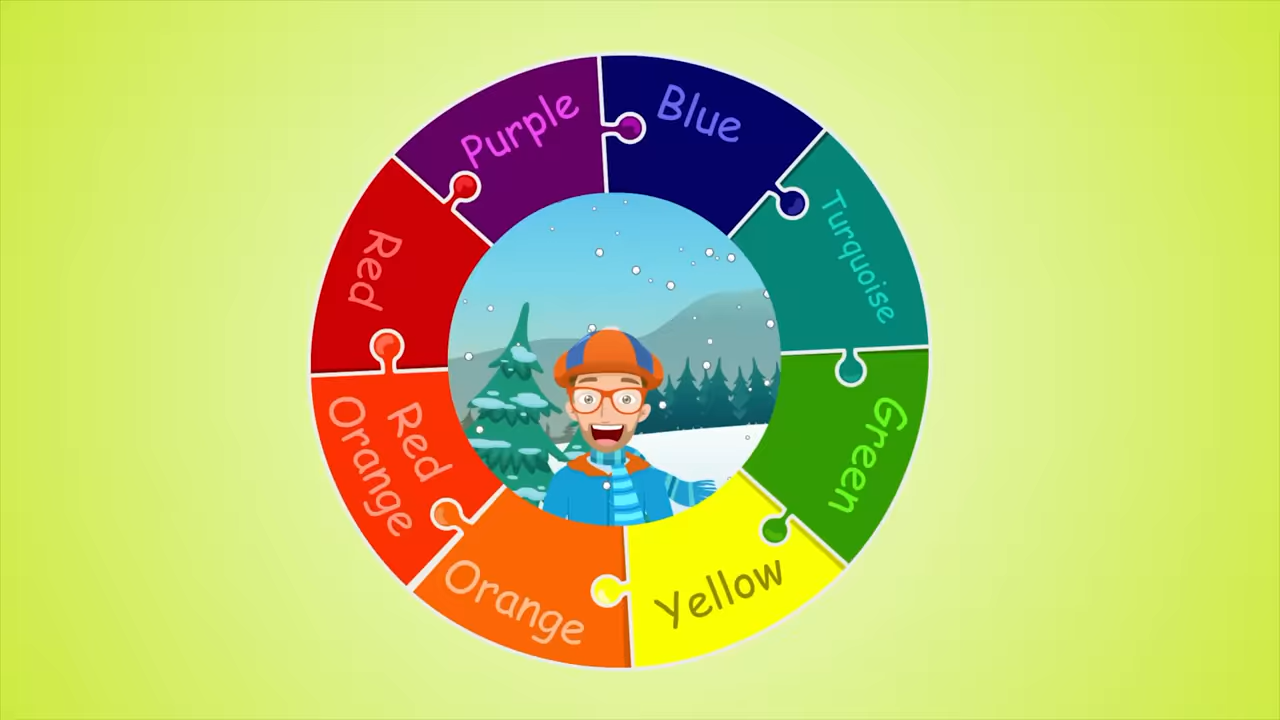 Purple
Blue
Turquoise
Green
Yellow
Orange
Red
Orange
Red